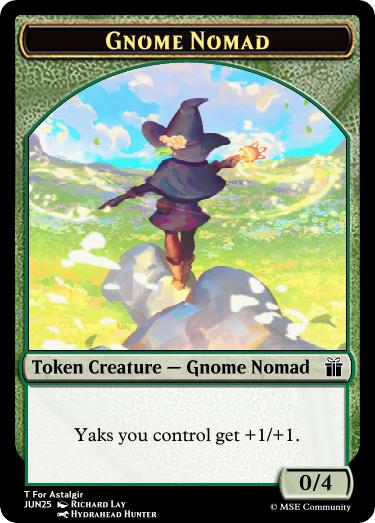 Gnome Nomad
Token Creature — Gnome Nomad
Yaks you control get +1/+1.
0/4
T For Astalgir
JUN25 Richard Lay
Hydrahead Hunter
© MSE Community